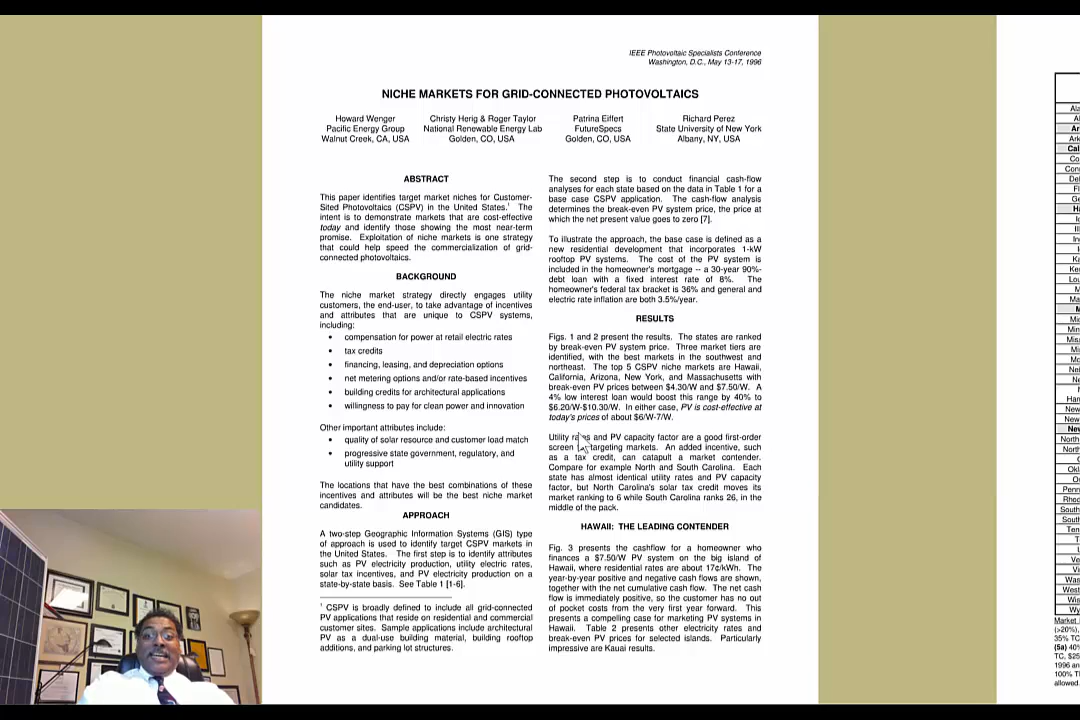 IEEE Photovoltaic Specialists Conference
Washington, D.C., May 13-17, 1996
NICHE MARKETS FOR GRID-CONNECTED PHOTOVOLTAICS
Howard Wenger
Pacific Energy Group
Walnut Creek, CA, USA
Christy Herig & Roger Taylor
National Renewable Energy Lab
Golden, CO, USA
Patrina Eiffert
FutureSpecs
Golden, CO, USA
Richard Perez
State University of New York
Albany, NY, USA
ABSTRACT
This paper identifies target market niches for Customer-
Sited Photovoltaics (CSPV) in the United States.1 The
intent is to demonstrate markets that are cost-effective
today and identify those showing the most near-term
promise. Exploitation of niche markets is one strategy
that could help speed the commercialization of grid-
connected photovoltaics.
BACKGROUND
The niche market strategy directly engages utility
customers, the end-user, to take advantage of incentives
and attributes that are unique to CSPV systems,
including:
• compensation for power at retail electric rates
• tax credits
• financing, leasing, and depreciation options
• net metering options and/or rate-based incentives
• building credits for architectural applications
• willingness to pay for clean power and innovation
Other important attributes include:
• quality of solar resource and customer load match
• progressive state government, regulatory, and
utility support
The locations that have the best combinations of these
incentives and attributes will be the best niche market
candidates.
APPROACH
A two-step Geographic Information Systems (GIS) type
of approach is used to identify target CSPV markets in
the United States. The first step is to identify attributes
such as PV electricity production, utility electric rates,
solar tax incentives, and PV electricity production on a
state-by-state basis. See Table 1 [1-6].
1 CSPV is broadly defined to include all grid-connected
PV applications that reside on residential and commercial
customer sites. Sample applications include architectural
PV as a dual-use building material, building rooftop
additions, and parking lot structures.
The second step is to conduct financial cash-flow
analyses for each state based on the data in Table 1 for a
base case CSPV application. The cash-flow analysis
determines the break-even PV system price, the price at
which the net present value goes to zero [7].
To illustrate the approach, the base case is defined as a
new residential development that incorporates 1-kW
rooftop PV systems. The cost of the PV system is
included in the homeowner's mortgage -- a 30-year 90%-
debt loan with a fixed interest rate of 8%. The
homeowner's federal tax bracket is 36% and general and
electric rate inflation are both 3.5%/year.
RESULTS
Figs. 1 and 2 present the results. The states are ranked
by break-even PV system price. Three market tiers are
identified, with the best markets in the southwest and
northeast. The top 5 CSPV niche markets are Hawaii,
California, Arizona, New York, and Massachusetts with
break-even PV prices between $4.30/W and $7.50/W. A
4% low interest loan would boost this range by 40% to
$6.20/W-$10.30/W. In either case, PV is cost-effective at
today's prices of about $6/W-7/W.
Utility rates and PV capacity factor are a good first-order
screen targeting markets. An added incentive, such
as a tax credit, can catapult a market contender.
Compare for example North and South Carolina. Each
state has almost identical utility rates and PV capacity
factor, but North Carolina's solar tax credit moves its
market ranking to 6 while South Carolina ranks 26, in the
middle of the pack.
HAWAII: THE LEADING CONTENDER
Fig. 3 presents the cashflow for a homeowner who
finances a $7.50/W PV system on the big island of
Hawaii, where residential rates are about 17¢/kWh. The
year-by-year positive and negative cash flows are shown,
together with the net cumulative cash flow. The net cash
flow is immediately positive, so the customer has no out
of pocket costs from the very first year forward. This
presents a compelling case for marketing PV systems in
Hawaii. Table 2 presents other electricity rates and
break-even PV prices for selected islands. Particularly
impressive are Kauai results.